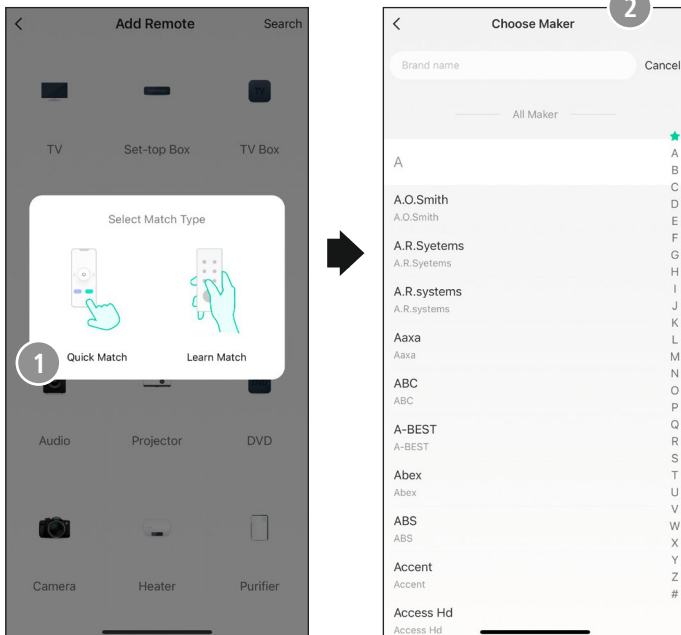 Add Remote Search
TV
TV Set-top Box TV Box
Select Match Type
1
Quick Match Learn Match
Audio Projector DVD
Camera Heater Purifier
2
Choose Maker
Brand name Cancel
All Maker
A
A.O.Smith
A.O.Smith
A.R.Syetems
A.R.Syetems
A.R.systems
A.R.systems
Aaxa
Aaxa
ABC
ABC
A-BEST
A-BEST
Abex
Abex
ABS
ABS
Accent
Accent
Access Hd
Access Hd
A
B
C
D
E
F
G
H
I
J
K
L
M
N
O
P
Q
R
S
T
U
V
W
X
Y
Z
#